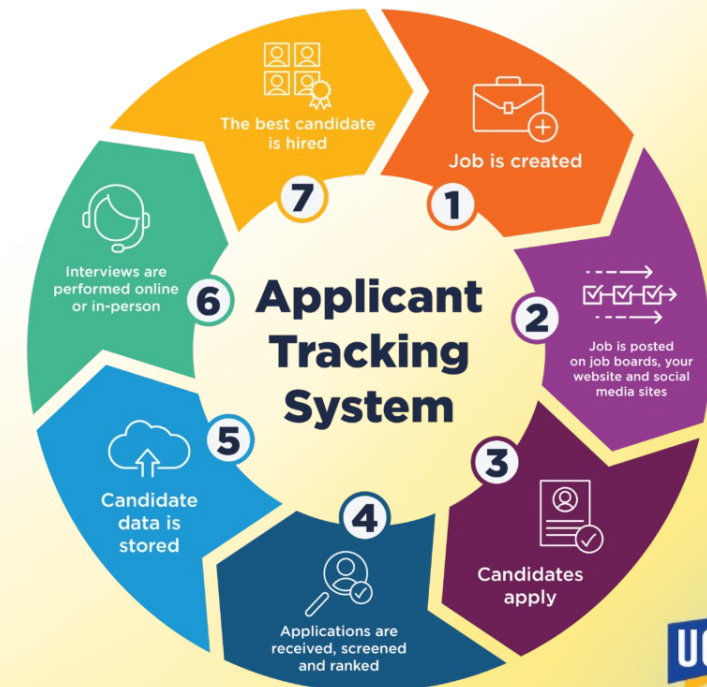 Applicant
Tracking
System
1
Job is created
2
Job is posted
on job boards, your
website and social
media sites
3
Candidates
apply
4
Applications are
received, screened
and ranked
5
Candidate
data is
stored
6
Interviews are
performed online
or in-person
7
The best candidate
is hired